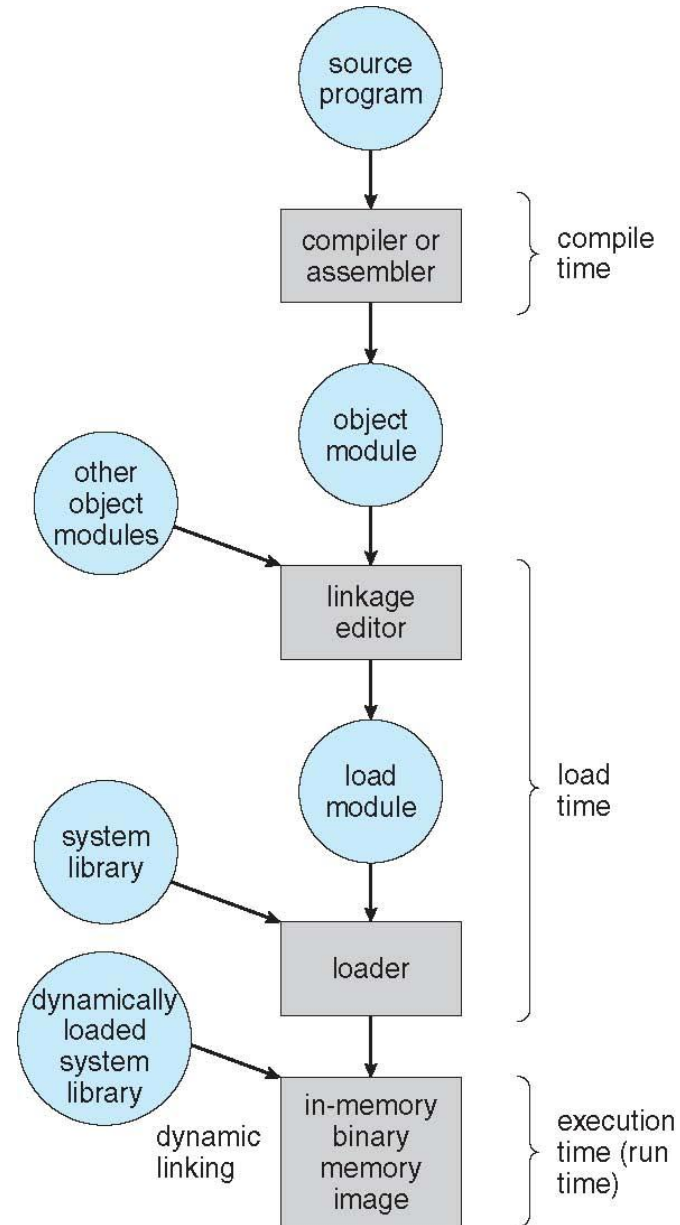 source
program
compiler or
assembler
compile
time
object
module
other
object
modules
linkage
editor
load
module
load
time
system
library
loader
dynamically
loaded
system
library
dynamic
linking
in-memory
binary
memory
image
execution
time (run
time)